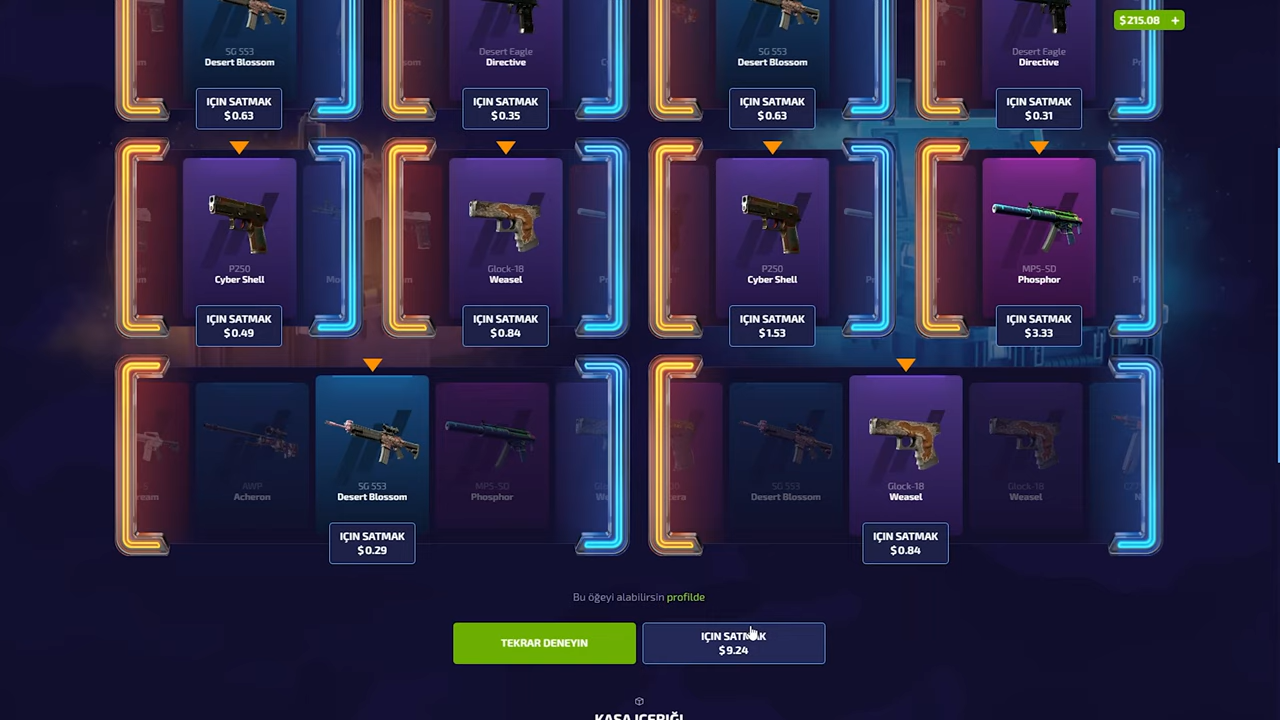 $215.08 +
SG 553
Desert Blossom
IÇIN SATMAK
$0.63
Desert Eagle
Directive
IÇIN SATMAK
$0.35
SG 553
Desert Blossom
IÇIN SATMAK
$0.63
Desert Eagle
Directive
IÇIN SATMAK
$0.31
P250
Cyber Shell
IÇIN SATMAK
$0.49
Glock-18
Weasel
IÇIN SATMAK
$0.84
P250
Cyber Shell
IÇIN SATMAK
$1.53
MP5-SD
Phosphor
IÇIN SATMAK
$3.33
AWP
Acheron
SG 553
Desert Blossom
IÇIN SATMAK
$0.29
MP5-SD
Phosphor
SG 553
Desert Blossom
Glock-18
Weasel
IÇIN SATMAK
$0.84
Glock-18
Weasel
Bu öğeyi alabilirsin profilde
TEKRAR DENEYIN
IÇIN SATMAK
$9.24
KASA IÇERIĞI